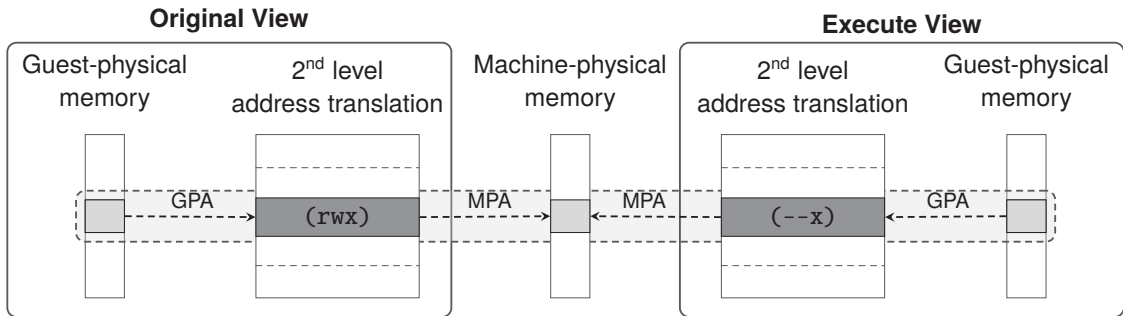 Original View
Execute View
Guest-physical
memory
2nd level
address translation
Machine-physical
memory
2nd level
address translation
Guest-physical
memory
GPA
(rwx)
MPA
MPA
(--x)
GPA